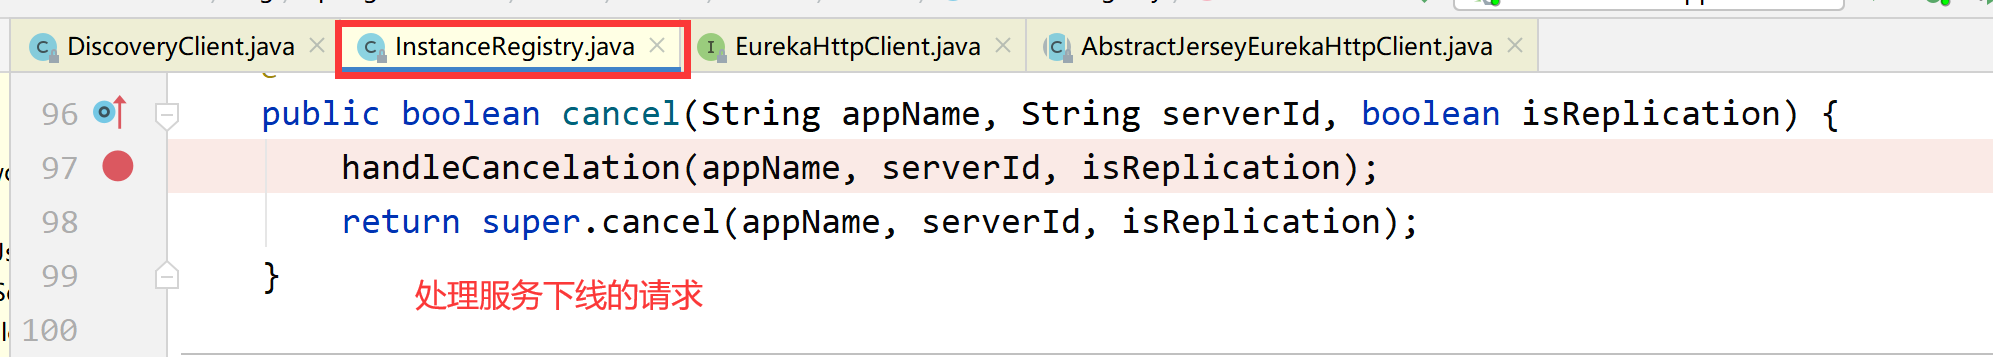 DiscoveryClient.java InstanceRegistry.java EurekaHttpClient.java AbstractJerseyEurekaHttpClient.java
96 public boolean cancel(String appName, String serverId, boolean isReplication) {
97 handleCancelation(appName, serverId, isReplication);
98 return super.cancel(appName, serverId, isReplication);
99 }
处理服务下线的请求
100